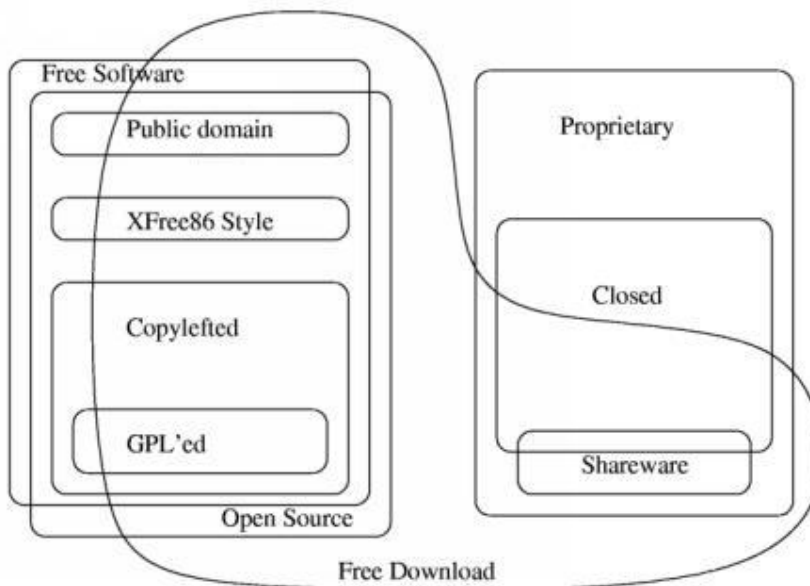 Free Software
Public domain
XFree86 Style
Copylefted
GPL'ed
Open Source
Proprietary
Closed
Shareware
Free Download